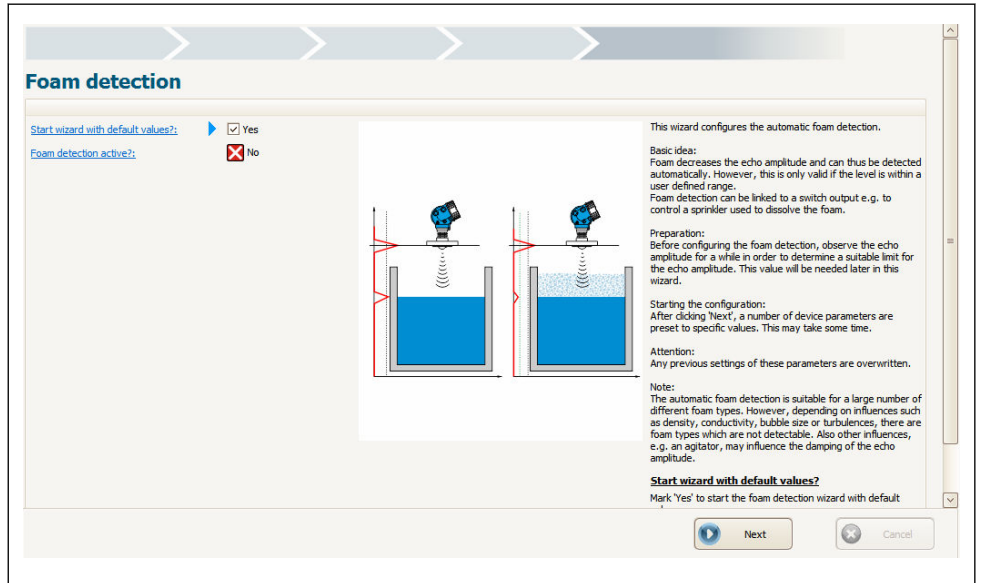 Foam detection
Start wizard with default values?:
Yes
Foam detection active?:
No
This wizard configures the automatic foam detection.
Basic idea:
Foam decreases the echo amplitude and can thus be detected
automatically. However, this is only valid if the level is within a
user defined range.
Foam detection can be linked to a switch output e.g. to
control a sprinkler used to dissolve the foam.
Preparation:
Before configuring the foam detection, observe the echo
amplitude for a while in order to determine a suitable limit for
the echo amplitude. This value will be needed later in this
wizard.
Starting the configuration:
After clicking 'Next', a number of device parameters are
preset to specific values. This may take some time.
Attention:
Any previous settings of these parameters are overwritten.
Note:
The automatic foam detection is suitable for a large number of
different foam types. However, depending on influences such
as density, conductivity, bubble size or turbulences, there are
foam types which are not detectable. Also other influences,
e.g. an agitator, may influence the damping of the echo
amplitude.
Start wizard with default values?
Mark 'Yes' to start the foam detection wizard with default
Next
Cancel